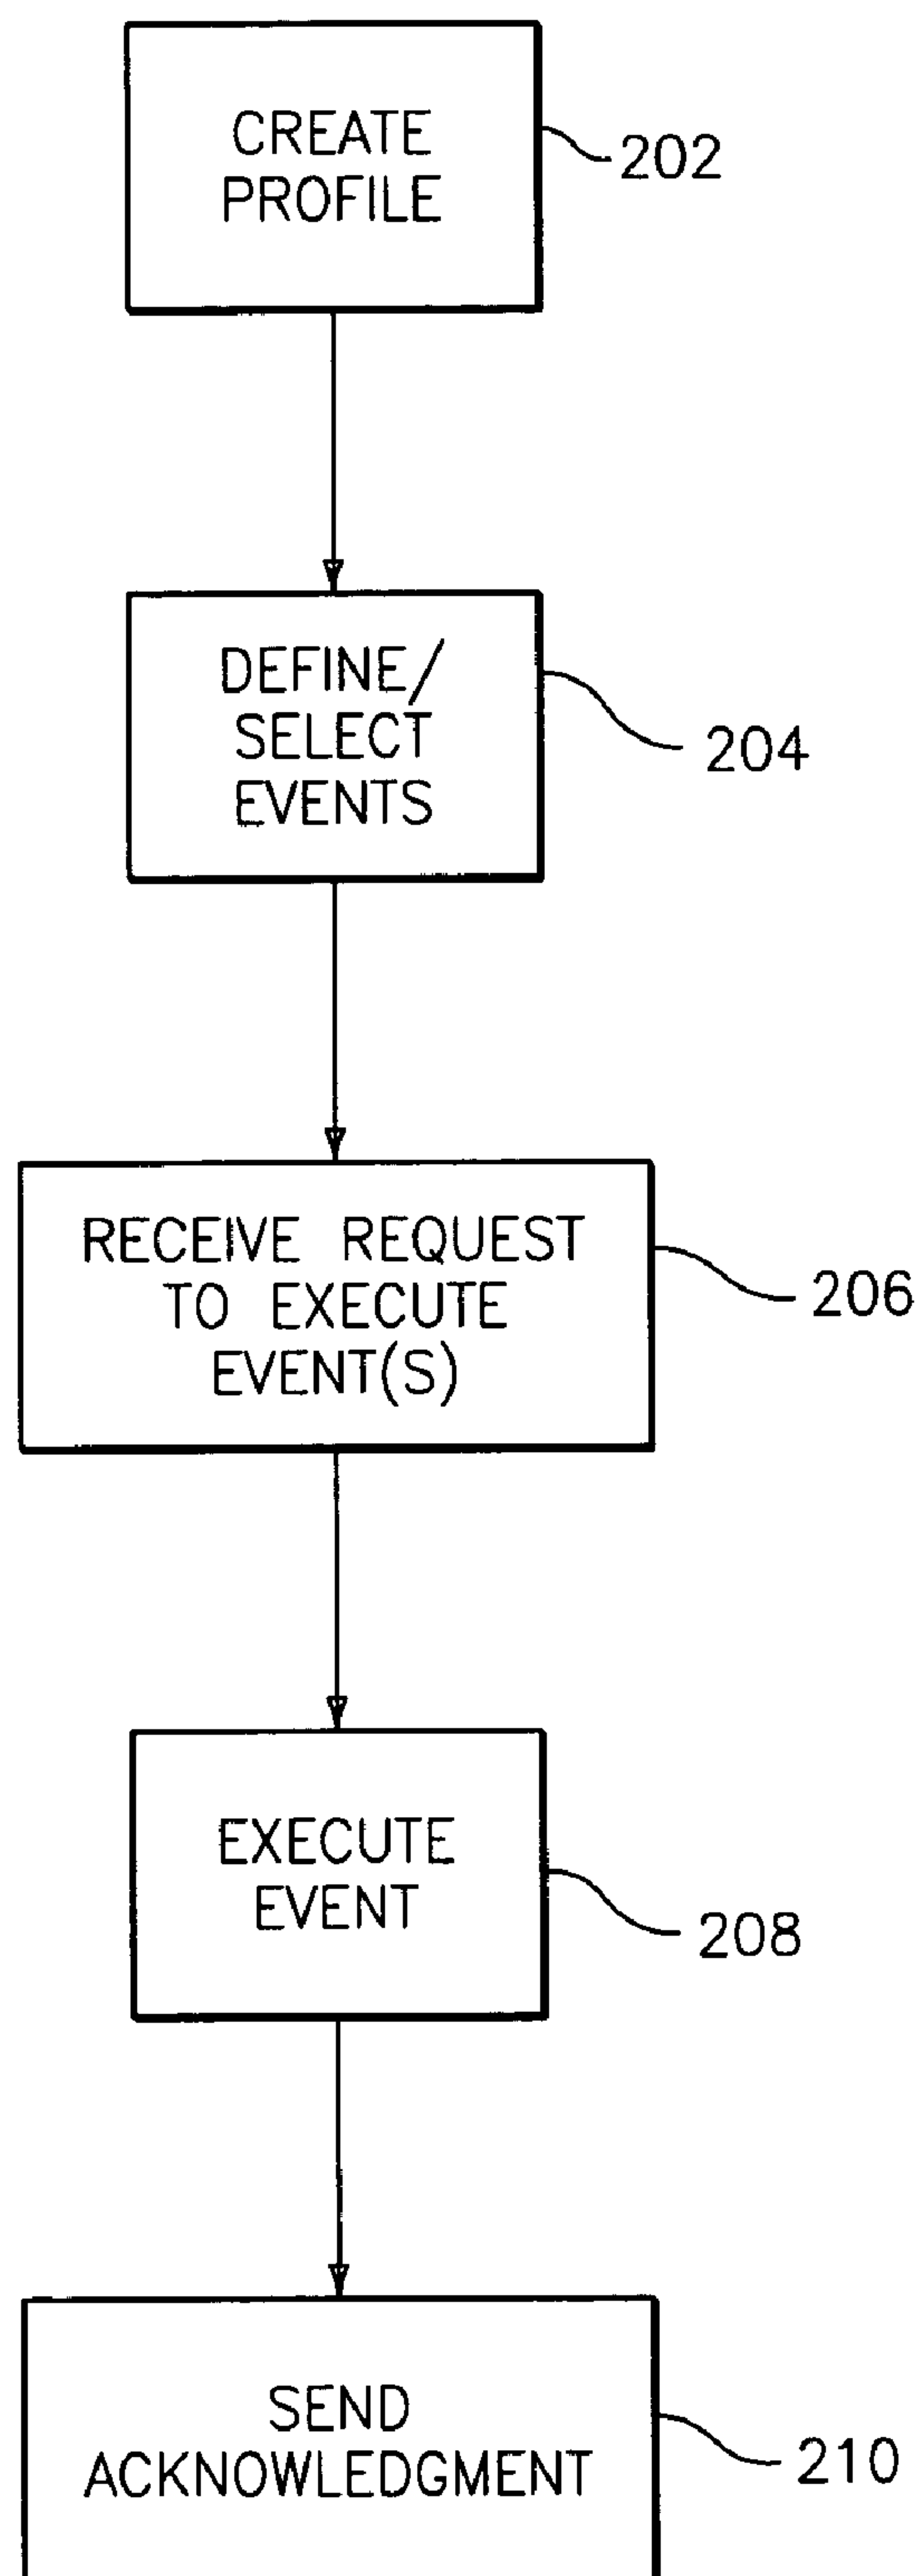 CREATE
PROFILE
202
DEFINE/
SELECT
EVENTS
204
RECEIVE REQUEST
TO EXECUTE
EVENT(S)
206
EXECUTE
EVENT
208
SEND
ACKNOWLEDGMENT
210